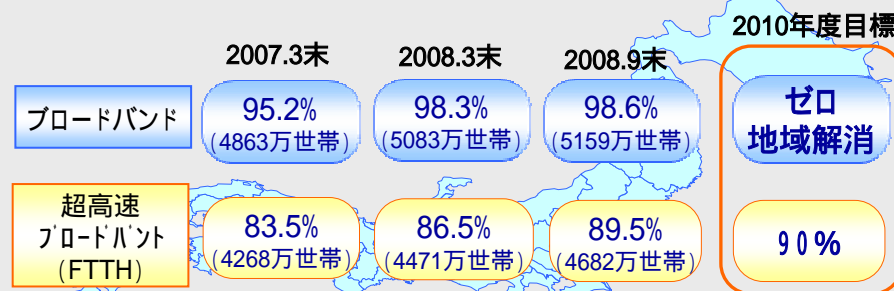 2010年度目標
2007.3末 2008.3末 2008.9末
ブロードバンド
95.2%
(4863万世帯)
98.3%
(5083万世帯)
98.6%
(5159万世帯)
ゼロ
地域解消
超高速
ﾌﾞﾛｰﾄﾞﾊﾞﾝﾄﾞ
(FTTH)
83.5%
(4268万世帯)
86.5%
(4471万世帯)
89.5%
(4682万世帯)
90%